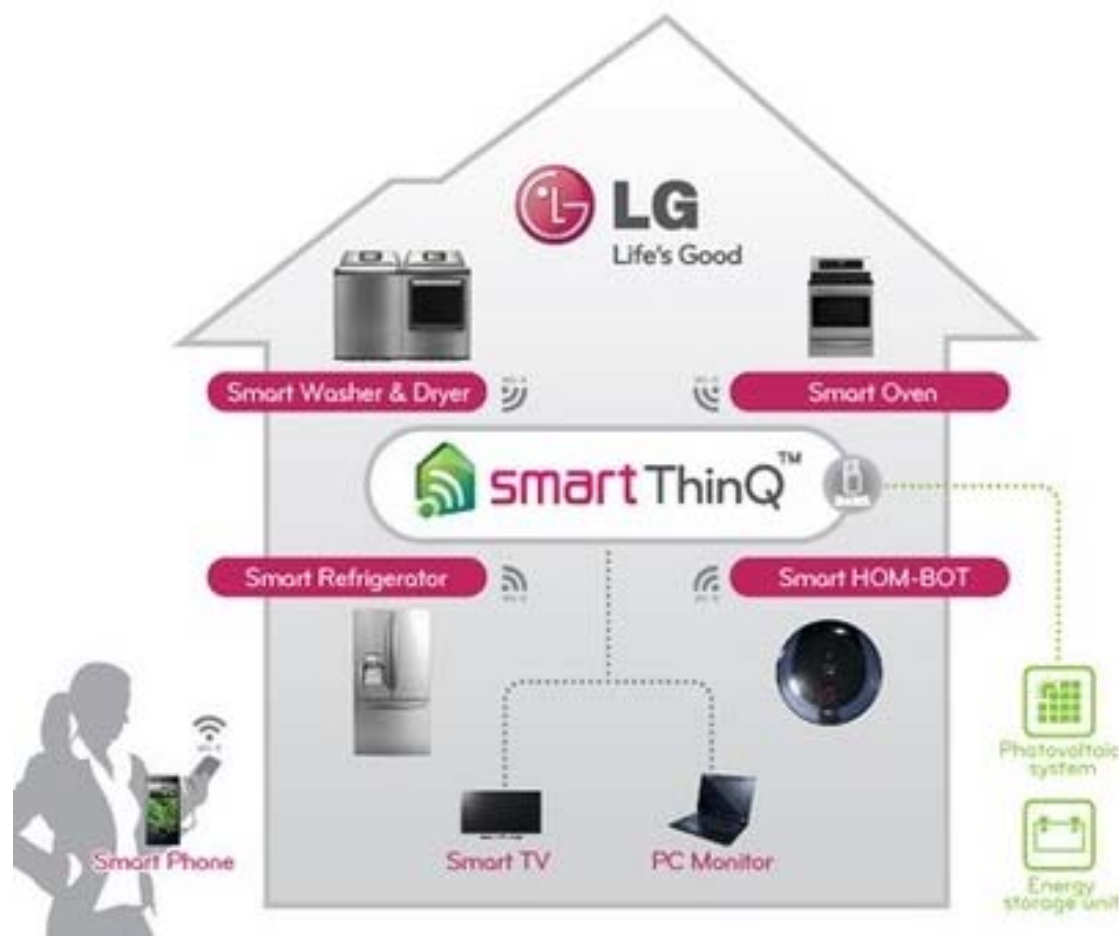 LG
Life's Good
Smart Washer & Dryer
Smart Oven
smart ThinQ™
Smart Refrigerator
Smart HOM-BOT
Photovoltaic
system
Smart Phone
Smart TV
PC Monitor
Energy
storage unit